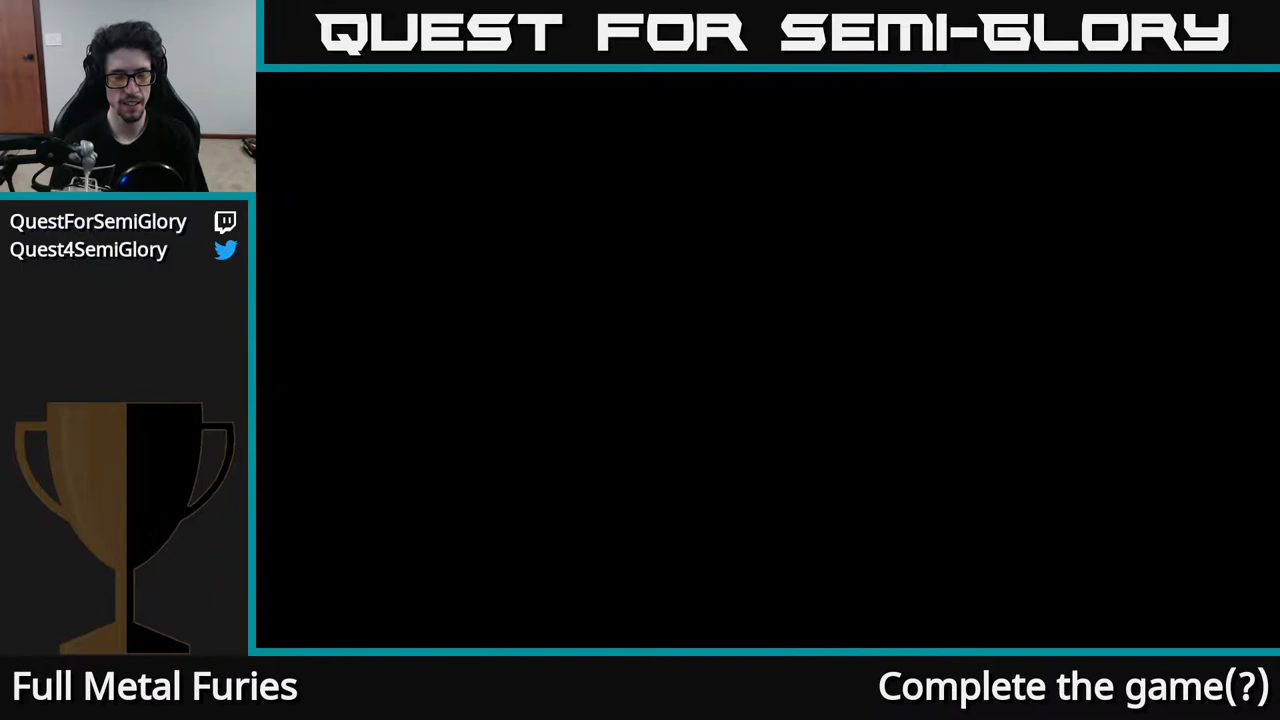 QUEST FOR SEMI-GLORY
QuestForSemiGlory
Quest4SemiGlory
Full Metal Furies
Complete the game(?)